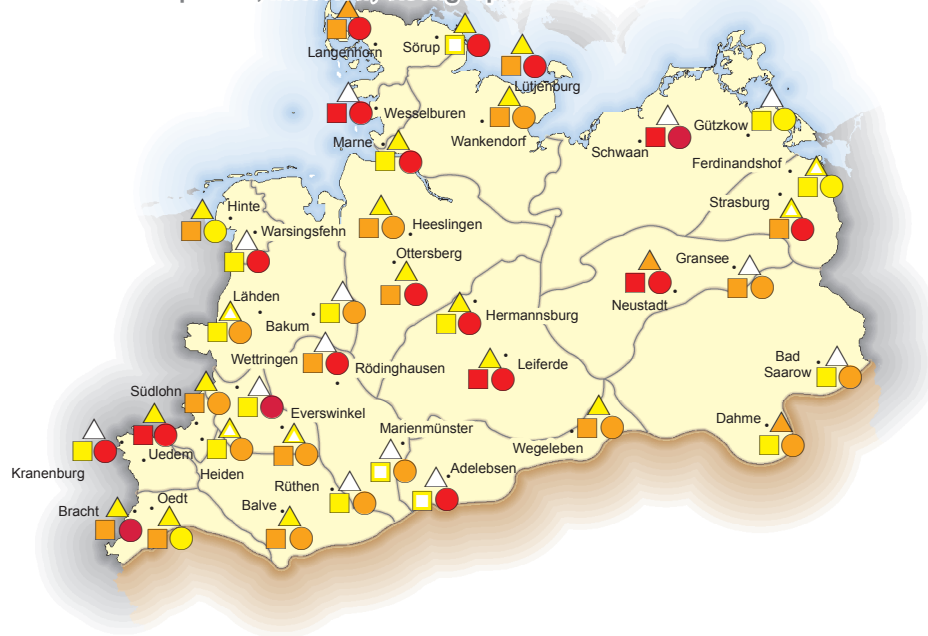 Langenhorn
Sörup
Lütjenburg
Wesselburen
Wankendorf
Marne
Schwaan
Gützkow
Ferdinandshof
Strasburg
Hinte
Warsingsfehn
Heeslingen
Ottersberg
Gransee
Neustadt
Lähden
Bakum
Hermannsburg
Wettringen
Rödinghausen
Leiferde
Bad
Saarow
Südlohn
Everswinkel
Marienmünster
Dahme
Wegeleben
Kranenburg
Uedem
Heiden
Adelebsen
Rüthen
Bracht
Oedt
Balve